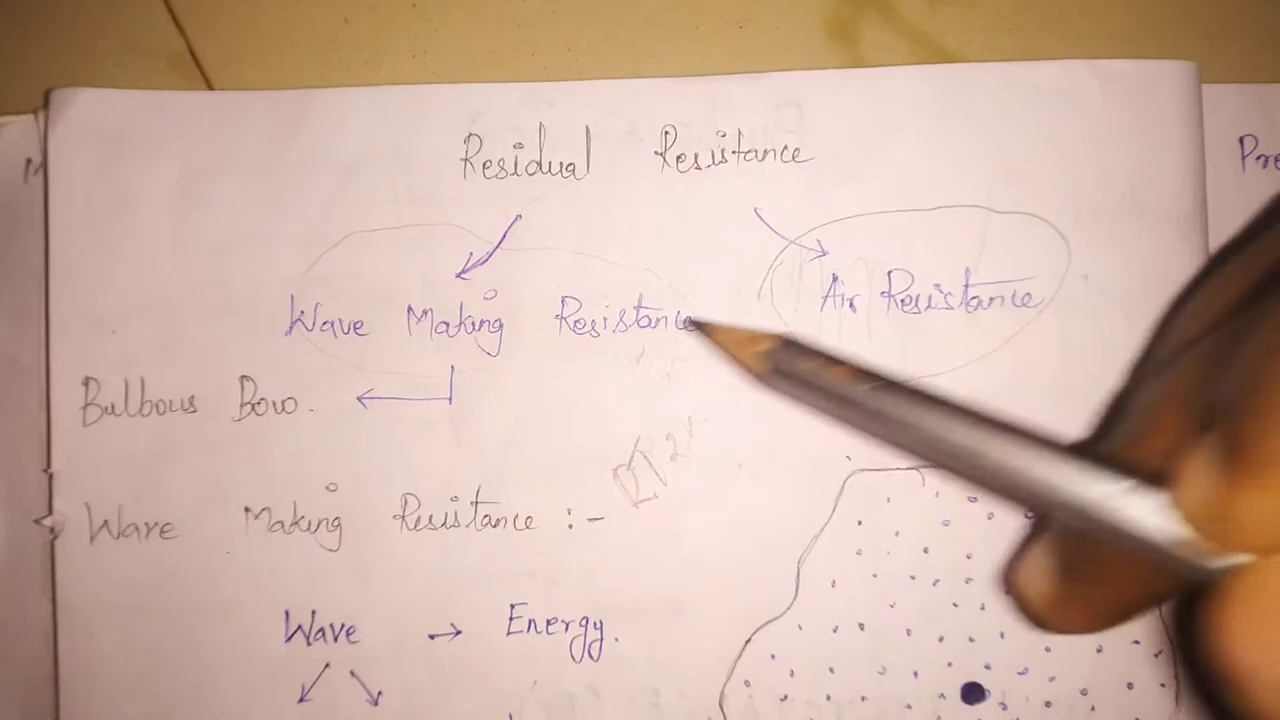 Residual Resistance
Wave Making Resistance
Air Resistance
Bulbous Bow.
Wave Making Resistance :-
Wave → Energy.